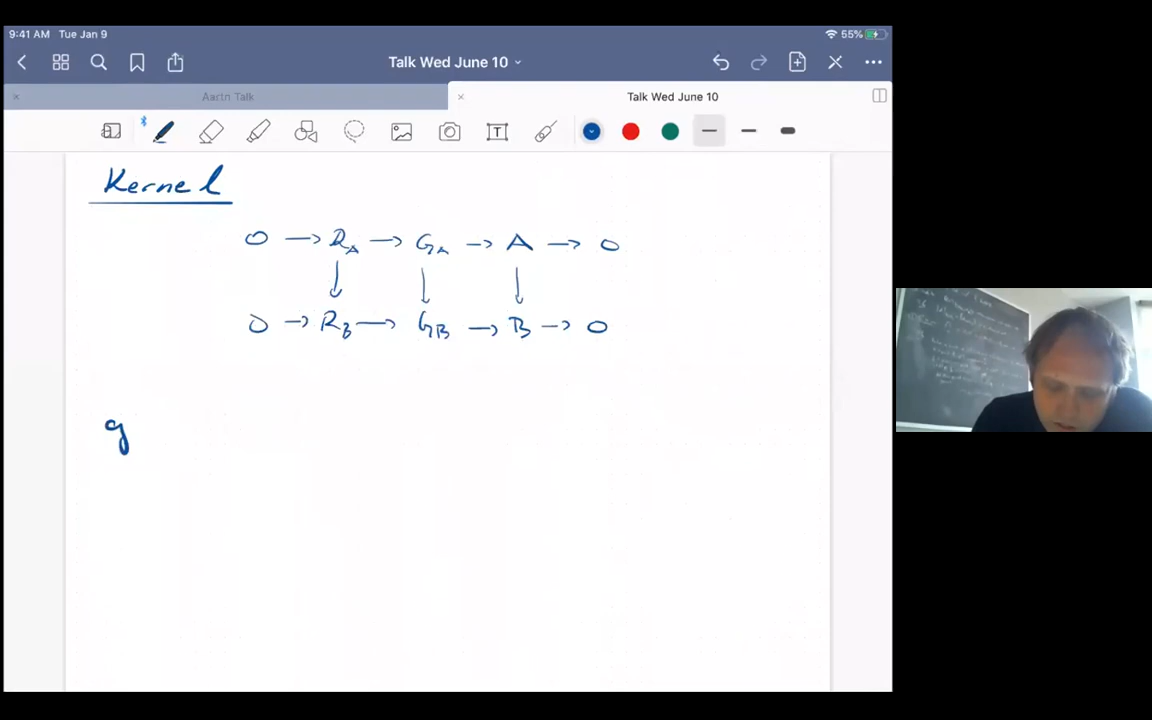 9:41 AM Tue Jan 9
55%
Talk Wed June 10
Aartn Talk
Talk Wed June 10
T
Kernel
0 → R_A → G_A → A → 0
↓ ↓ ↓
0 → R_B → G_B → B → 0
g